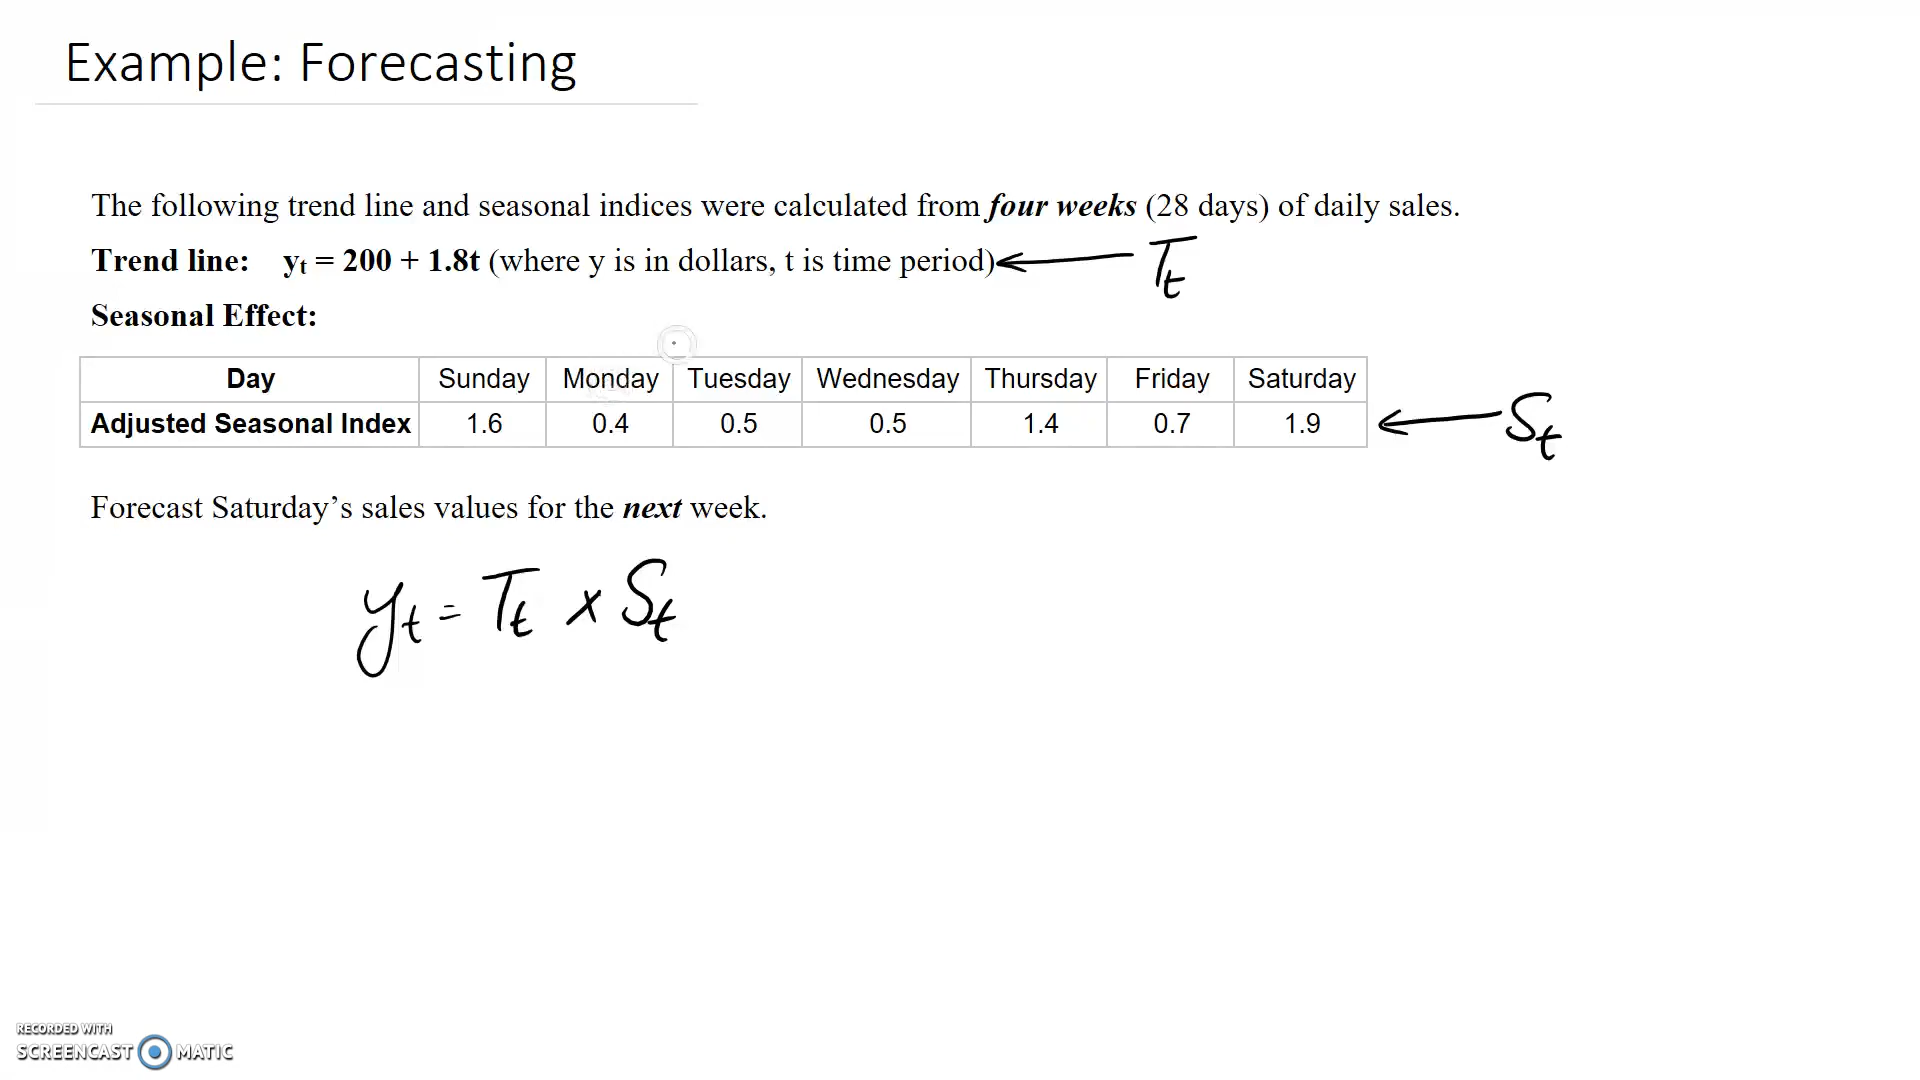 Example: Forecasting
The following trend line and seasonal indices were calculated from four weeks (28 days) of daily sales.
Trend line: yt = 200 + 1.8t (where y is in dollars, t is time period) ← Tt
Seasonal Effect:
Day Sunday Monday Tuesday Wednesday Thursday Friday Saturday
Adjusted Seasonal Index 1.6 0.4 0.5 0.5 1.4 0.7 1.9 ← St
Forecast Saturday’s sales values for the next week.
yt = Tt x St
RECORDED WITH
SCREENCAST MATIC